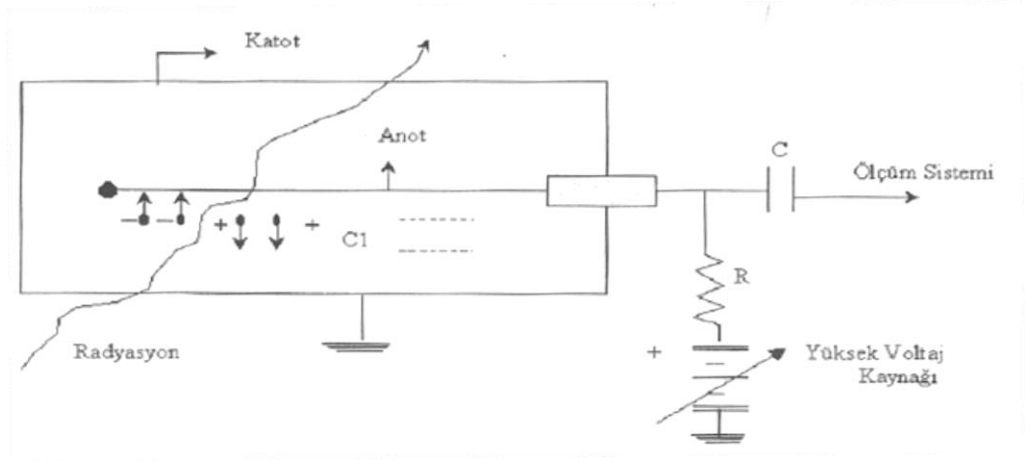 Katot
Anot
C
Ölçüm Sistemi
− −
+ +
C1
R
Radyasyon
+
Yüksek Voltaj
Kaynağı